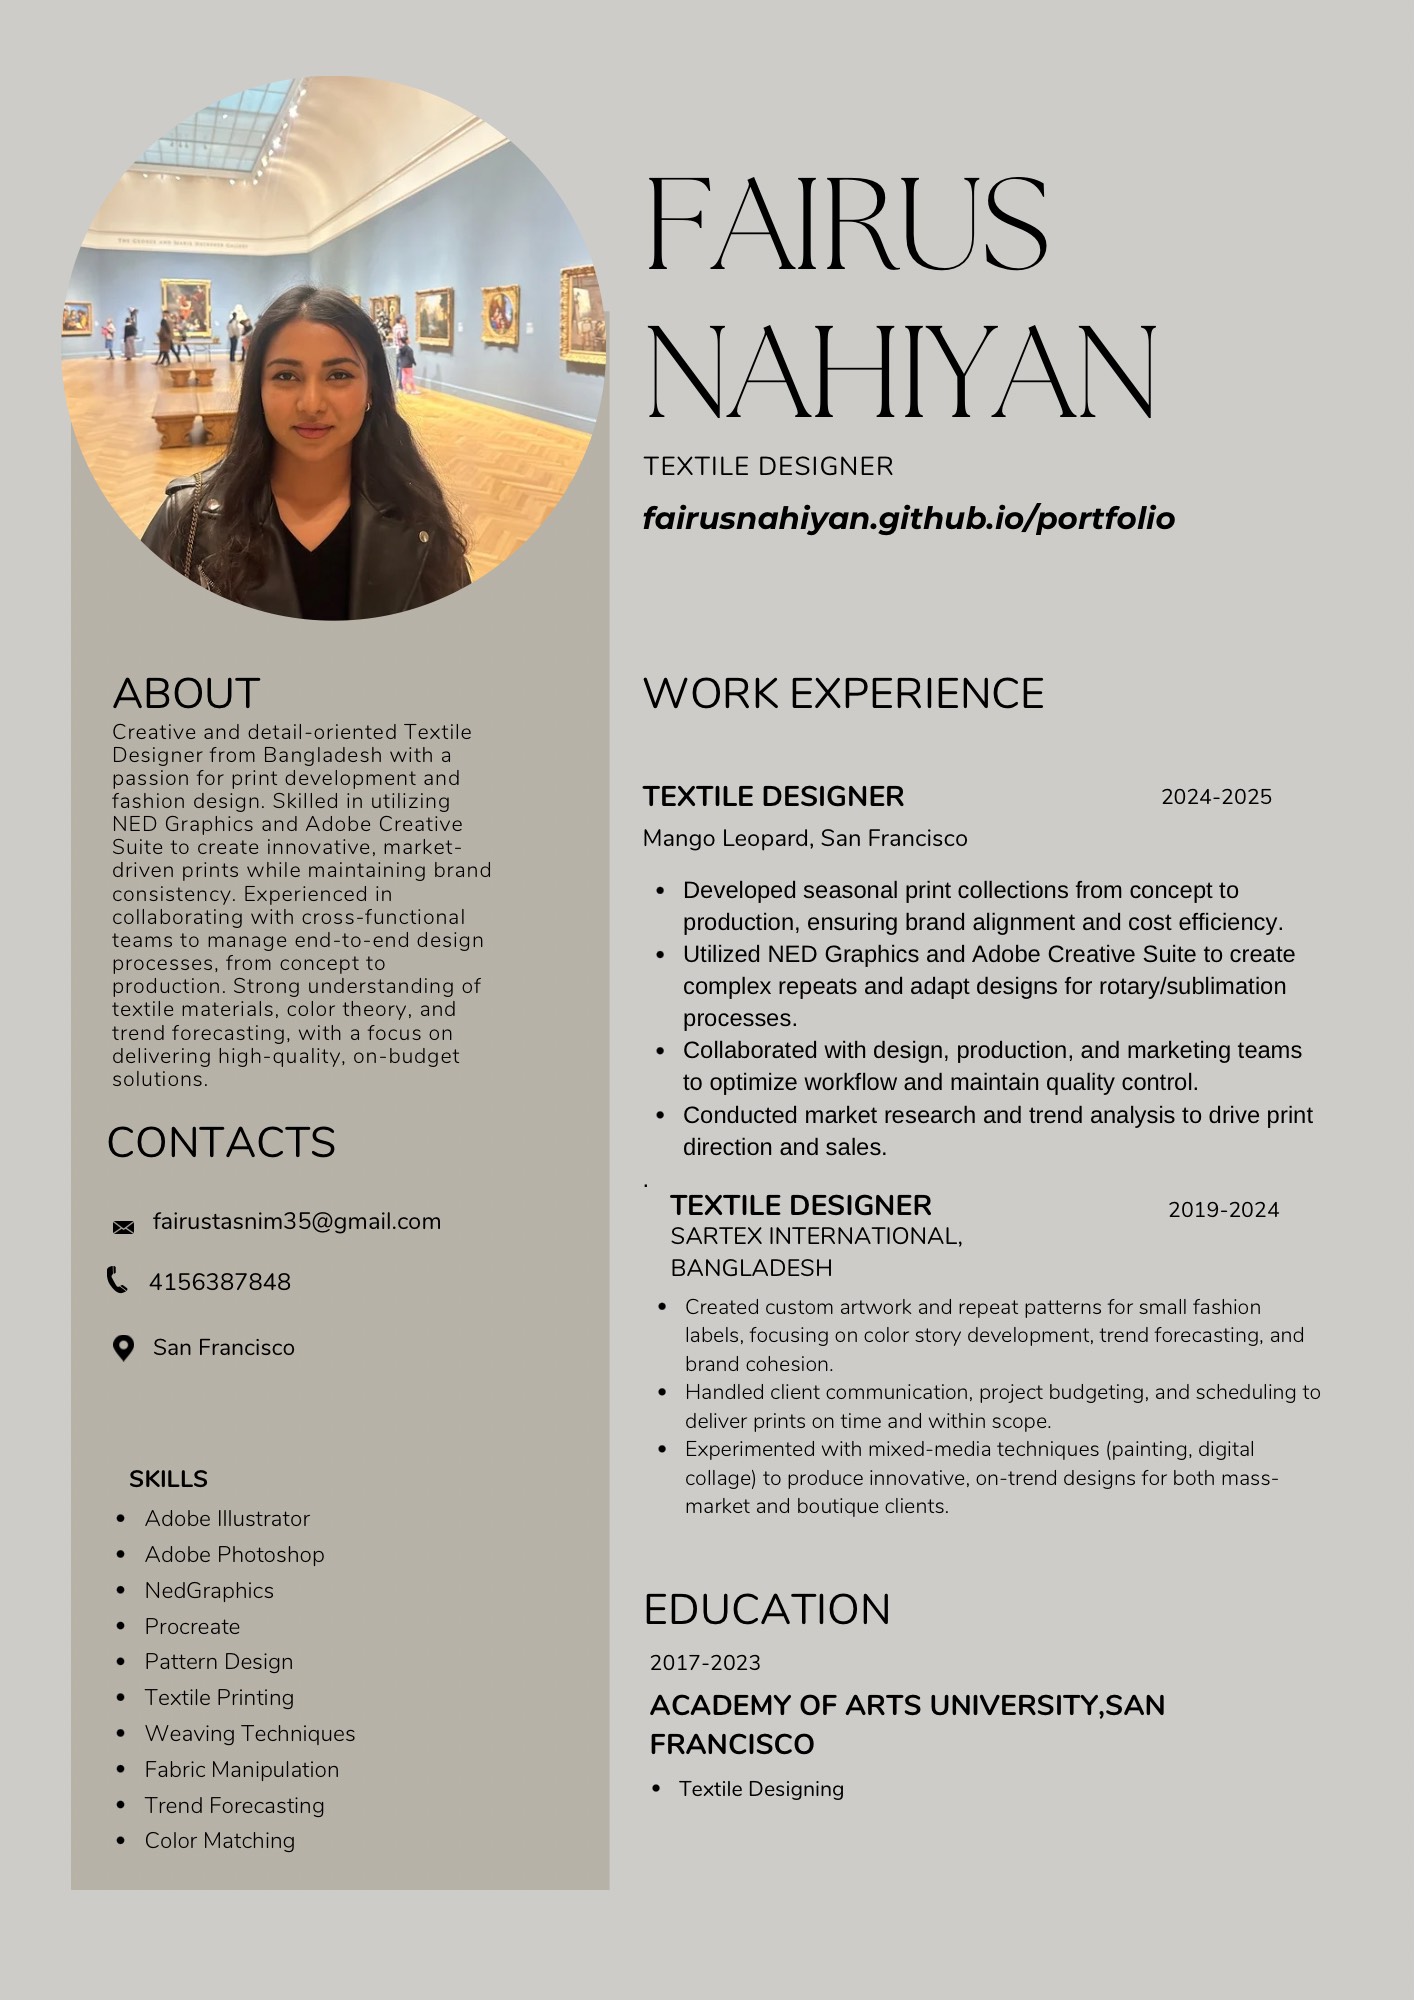 THE GEORGE AND MARIE HECKSHER GALLERY
FAIRUS
NAHIYAN
TEXTILE DESIGNER
fairusnahiyan.github.io/portfolio
ABOUT
Creative and detail-oriented Textile
Designer from Bangladesh with a
passion for print development and
fashion design. Skilled in utilizing
NED Graphics and Adobe Creative
Suite to create innovative, market-
driven prints while maintaining brand
consistency. Experienced in
collaborating with cross-functional
teams to manage end-to-end design
processes, from concept to
production. Strong understanding of
textile materials, color theory, and
trend forecasting, with a focus on
delivering high-quality, on-budget
solutions.
CONTACTS
fairustasnim35@gmail.com
4156387848
San Francisco
SKILLS
• Adobe Illustrator
• Adobe Photoshop
• NedGraphics
• Procreate
• Pattern Design
• Textile Printing
• Weaving Techniques
• Fabric Manipulation
• Trend Forecasting
• Color Matching
WORK EXPERIENCE
TEXTILE DESIGNER 2024-2025
Mango Leopard, San Francisco
• Developed seasonal print collections from concept to
production, ensuring brand alignment and cost efficiency.
• Utilized NED Graphics and Adobe Creative Suite to create
complex repeats and adapt designs for rotary/sublimation
processes.
• Collaborated with design, production, and marketing teams
to optimize workflow and maintain quality control.
• Conducted market research and trend analysis to drive print
direction and sales.
.
TEXTILE DESIGNER 2019-2024
SARTEX INTERNATIONAL,
BANGLADESH
• Created custom artwork and repeat patterns for small fashion
labels, focusing on color story development, trend forecasting, and
brand cohesion.
• Handled client communication, project budgeting, and scheduling to
deliver prints on time and within scope.
• Experimented with mixed-media techniques (painting, digital
collage) to produce innovative, on-trend designs for both mass-
market and boutique clients.
EDUCATION
2017-2023
ACADEMY OF ARTS UNIVERSITY,SAN
FRANCISCO
• Textile Designing